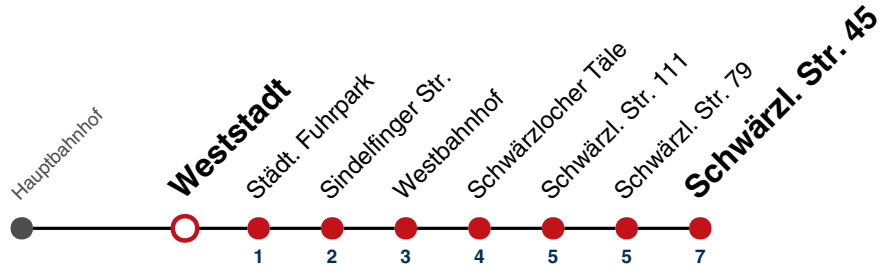 Hauptbahnhof
Weststadt
Städt. Fuhrpark
Sindelfinger Str.
Westbahnhof
Schwärzlocher Täle
Schwärzl. Str. 111
Schwärzl. Str. 79
Schwärzl. Str. 45
1 2 3 4 5 5 7